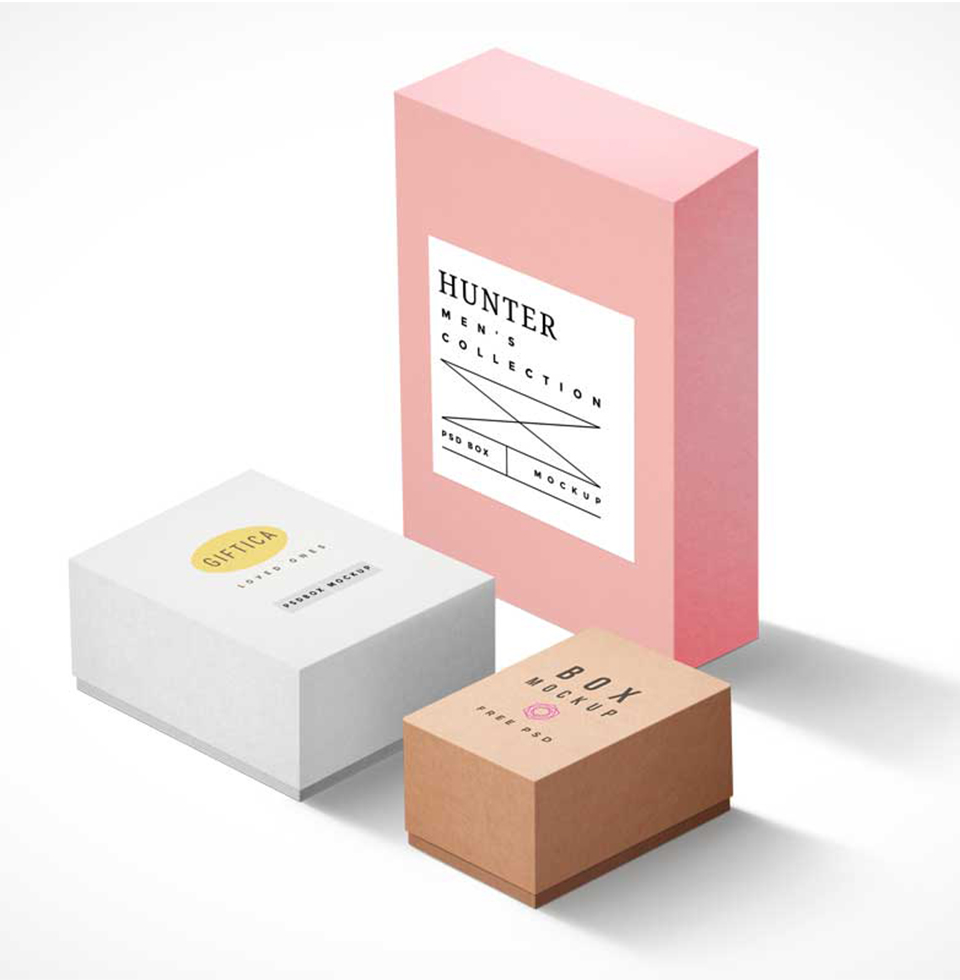 HUNTER
MEN'S
COLLECTION
PSD BOX
MOCKUP
GIFTICA
LOVED ONES
PSDBOX MOCKUP
BOX
MOCKUP
FREE PSD